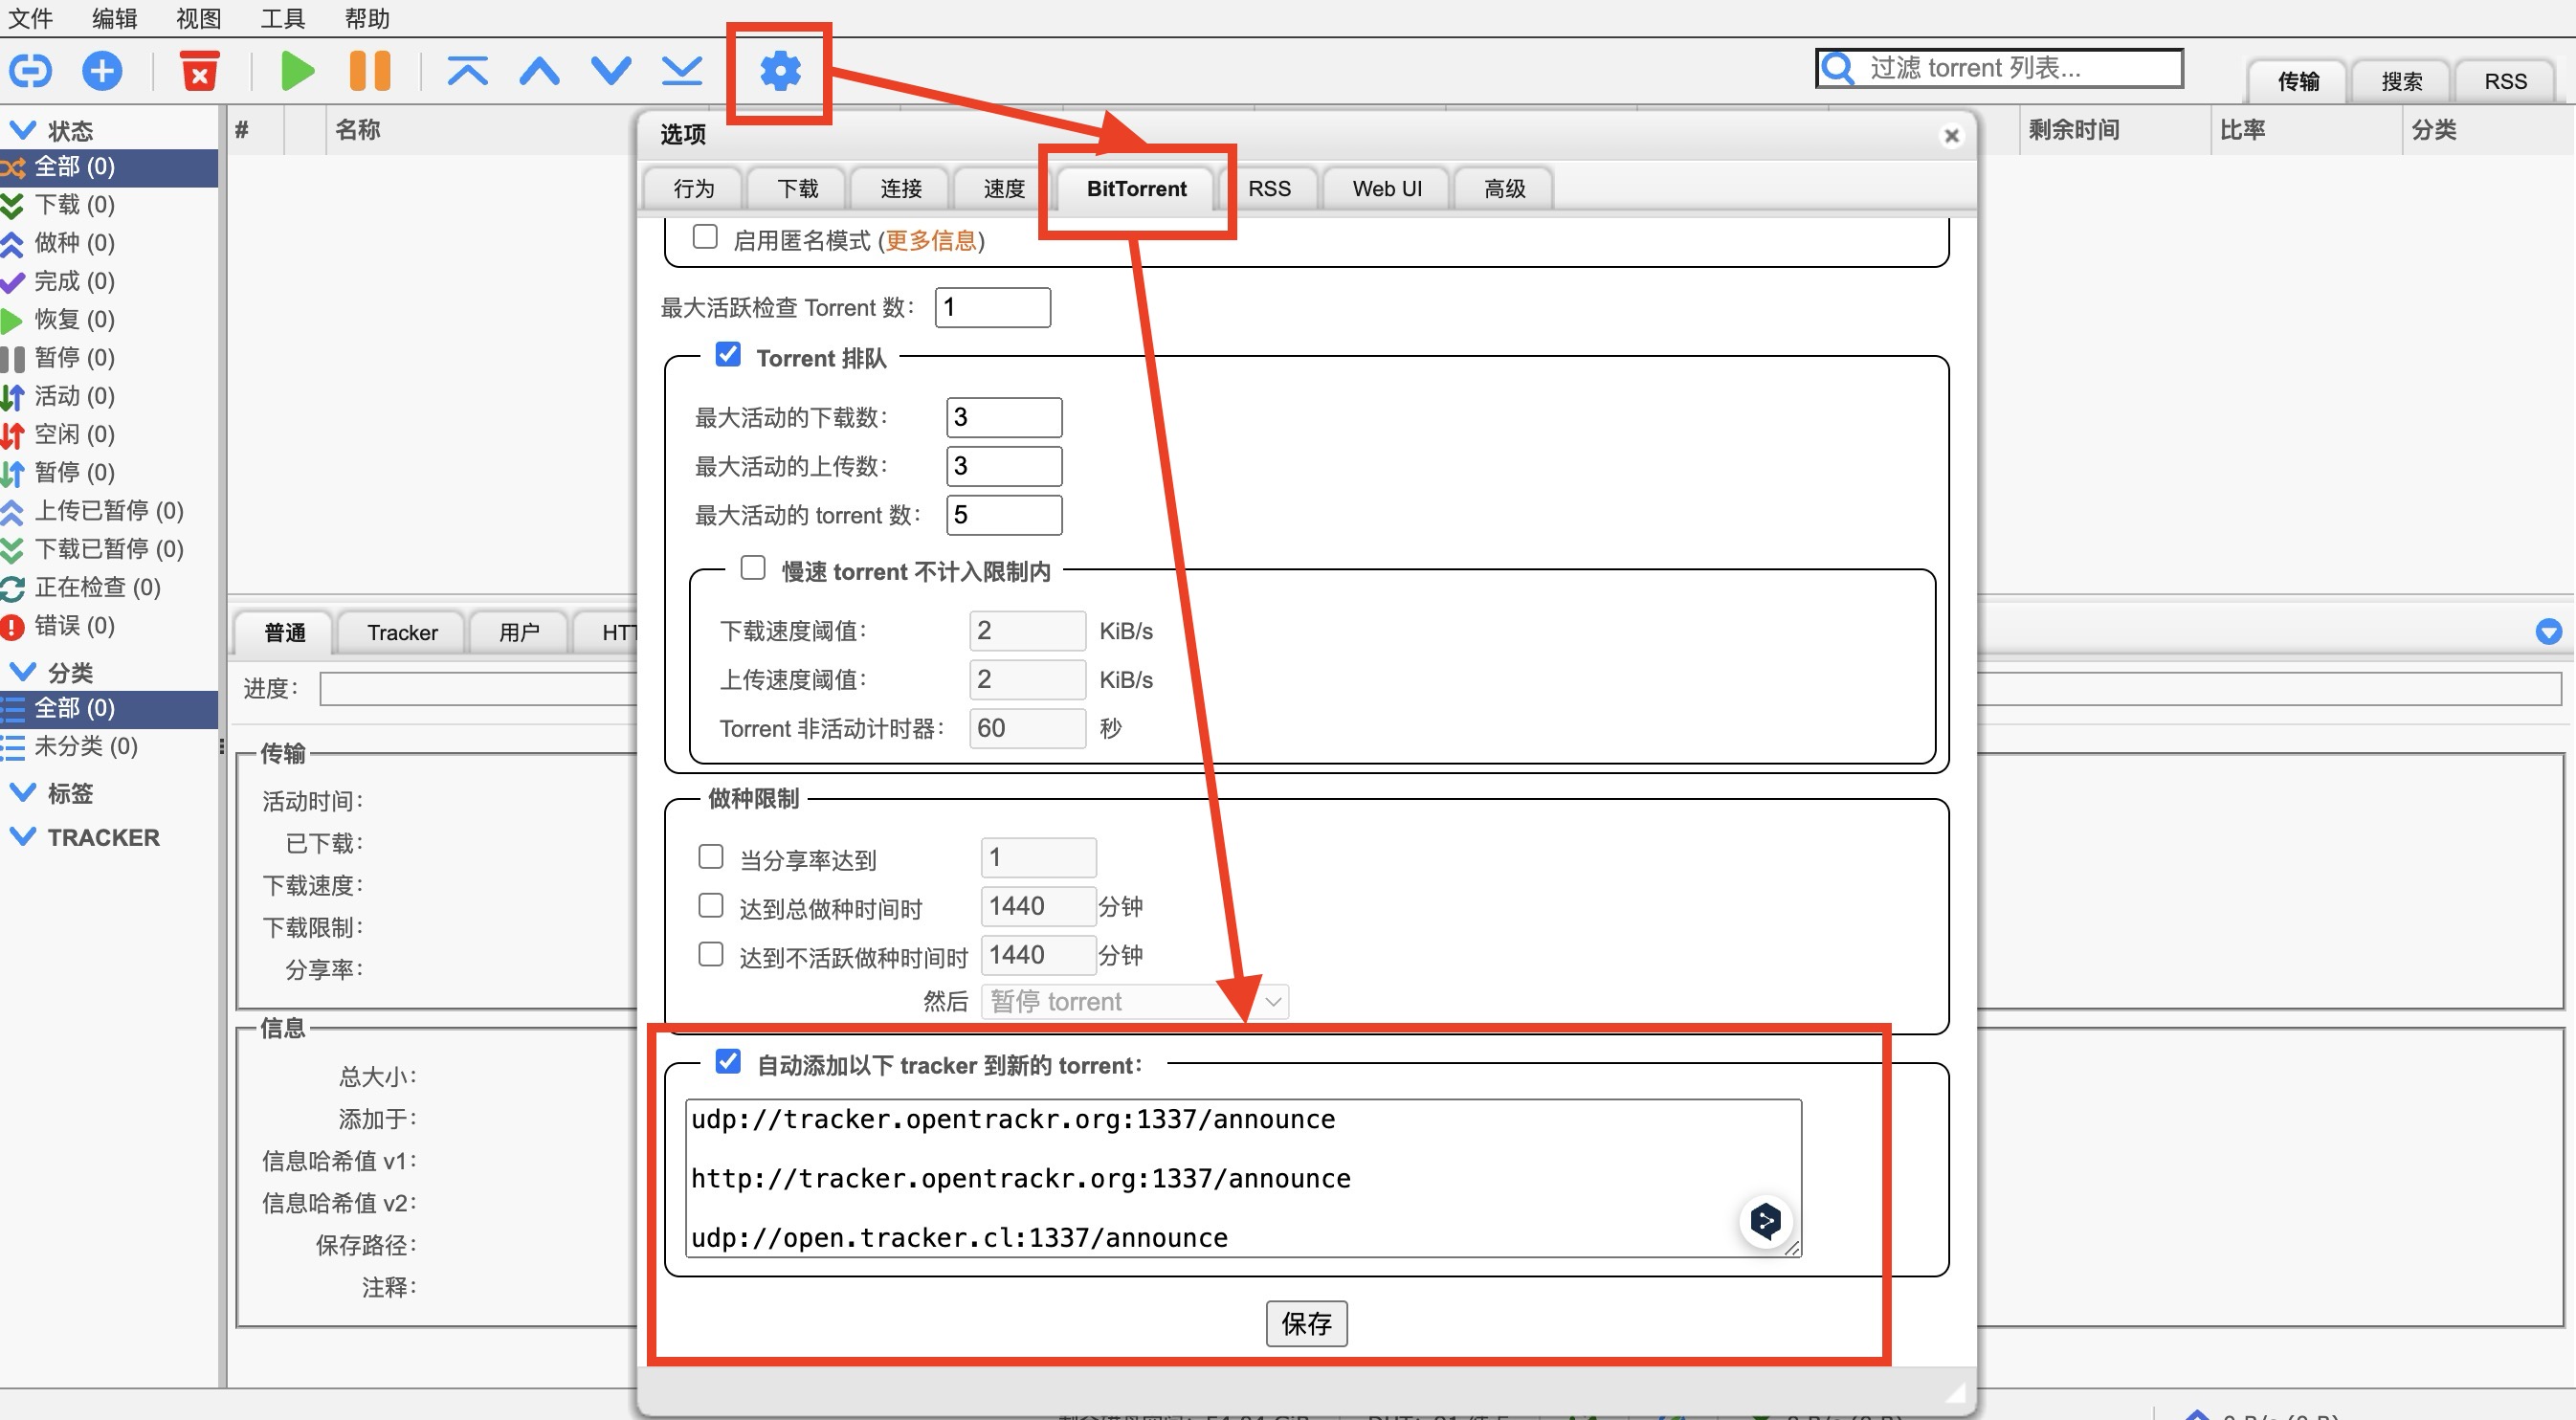 文件 编辑 视图 工具 帮助
过滤 torrent 列表...
传输 搜索 RSS
状态
全部 (0)
下载 (0)
做种 (0)
完成 (0)
恢复 (0)
暂停 (0)
活动 (0)
空闲 (0)
暂停 (0)
上传已暂停 (0)
下载已暂停 (0)
正在检查 (0)
错误 (0)
分类
全部 (0)
未分类 (0)
标签
TRACKER
# 名称 剩余时间 比率 分类
选项
行为 下载 连接 速度 BitTorrent RSS Web UI 高级
启用匿名模式 (更多信息)
最大活跃检查 Torrent 数： 1
Torrent 排队
最大活动的下载数： 3
最大活动的上传数： 3
最大活动的 torrent 数： 5
慢速 torrent 不计入限制内
下载速度阈值： 2 KiB/s
上传速度阈值： 2 KiB/s
Torrent 非活动计时器： 60 秒
做种限制
当分享率达到 1
达到总做种时间时 1440 分钟
达到不活跃做种时间时 1440 分钟
然后 暂停 torrent
自动添加以下 tracker 到新的 torrent：
udp://tracker.opentrackr.org:1337/announce
http://tracker.opentrackr.org:1337/announce
udp://open.tracker.cl:1337/announce
保存
普通 Tracker 用户
进度：
传输
活动时间：
已下载：
下载速度：
下载限制：
分享率：
信息
总大小：
添加于：
信息哈希值 v1：
信息哈希值 v2：
保存路径：
注释：